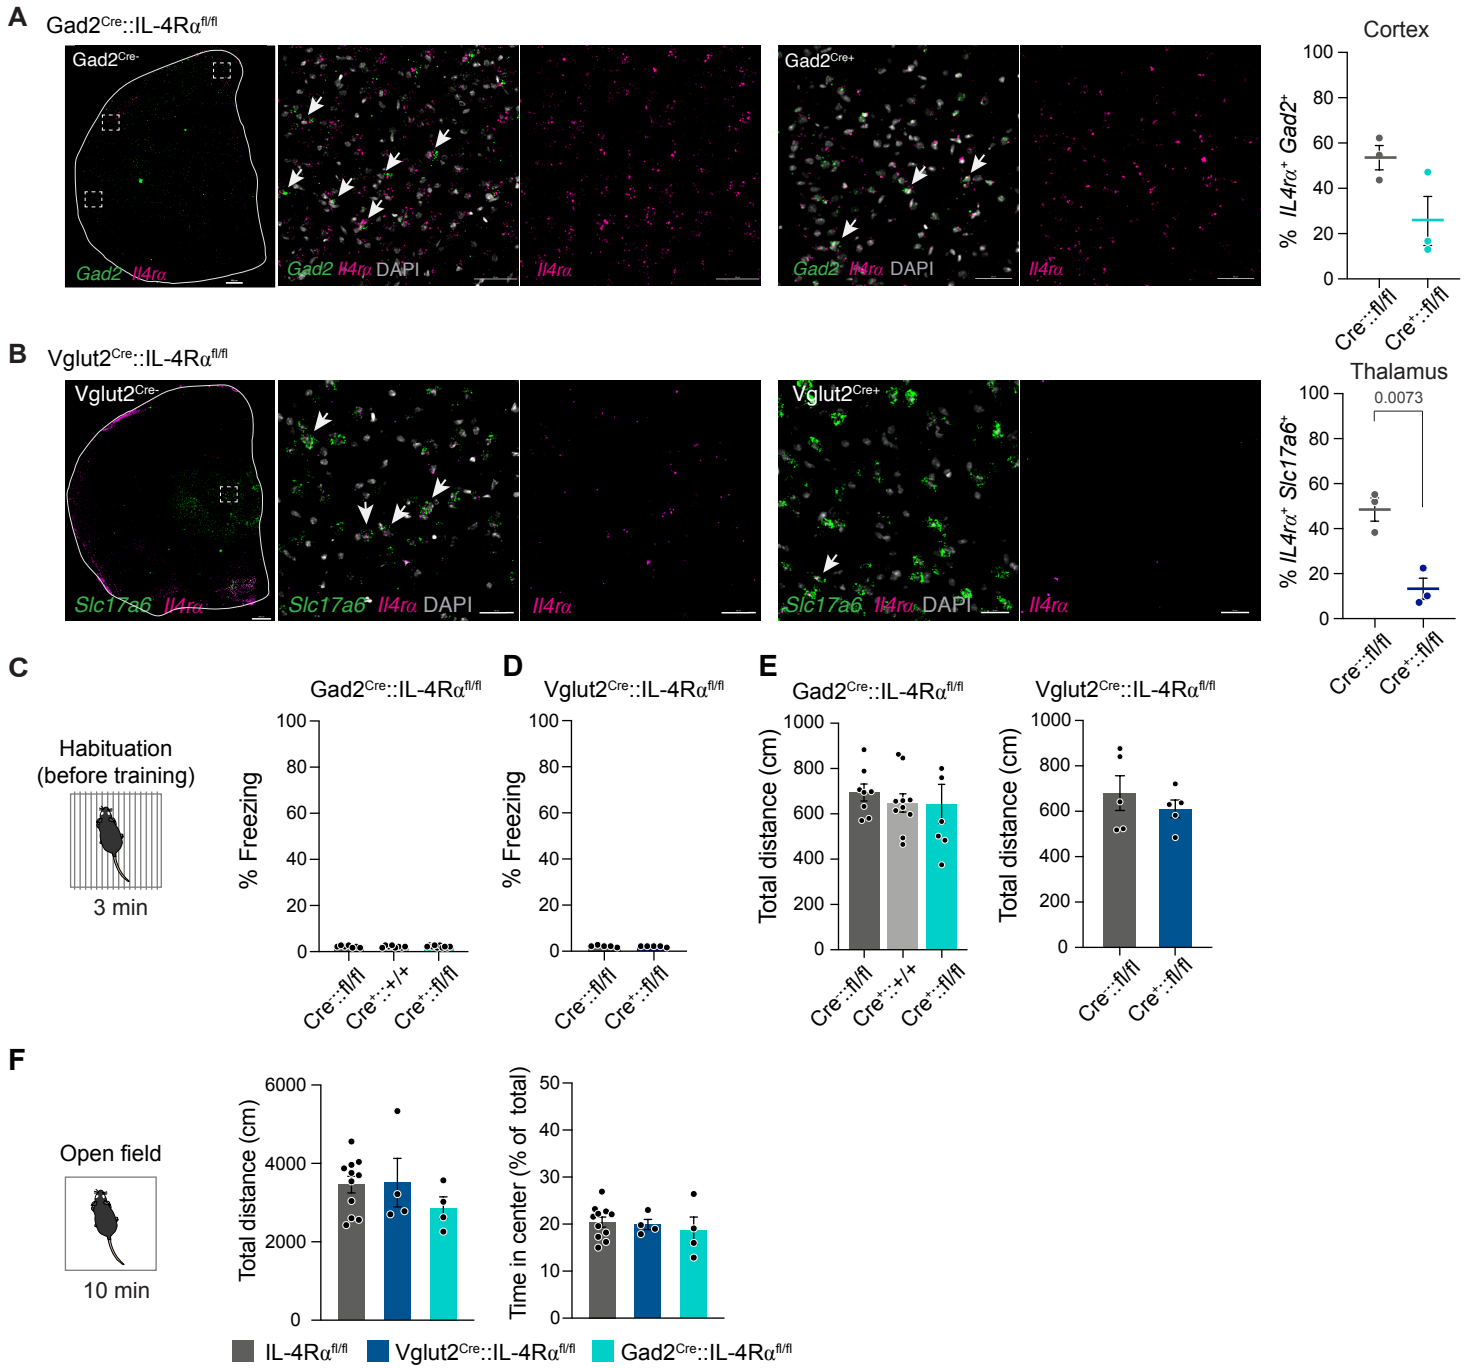 A
Gad2Cre::IL-4Rαfl/fl
Gad2Cre-
Gad2 Il4rα
Gad2 Il4rα DAPI
Il4rα
Gad2Cre+
Gad2 Il4rα DAPI
Il4rα
Cortex
% IL4rα+ Gad2+
100
80
60
40
20
0
Cre-::fl/fl
Cre+::fl/fl
B
Vglut2Cre::IL-4Rαfl/fl
Vglut2Cre-
Slc17a6 Il4rα
Slc17a6 Il4rα DAPI
Il4rα
Vglut2Cre+
Slc17a6 Il4rα DAPI
Il4rα
Thalamus
0.0073
% IL4rα+ Slc17a6+
100
80
60
40
20
0
Cre-::fl/fl
Cre+::fl/fl
C
Habituation
(before training)
3 min
Gad2Cre::IL-4Rαfl/fl
% Freezing
100
80
60
40
20
0
Cre-::fl/fl
Cre+::+/+
Cre+::fl/fl
D
Vglut2Cre::IL-4Rαfl/fl
% Freezing
100
80
60
40
20
0
Cre-::fl/fl
Cre+::fl/fl
E
Gad2Cre::IL-4Rαfl/fl
Total distance (cm)
1000
800
600
400
200
0
Cre-::fl/fl
Cre+::+/+
Cre+::fl/fl
Vglut2Cre::IL-4Rαfl/fl
Total distance (cm)
1000
800
600
400
200
0
Cre-::fl/fl
Cre+::fl/fl
F
Open field
10 min
Total distance (cm)
6000
4000
2000
0
Time in center (% of total)
50
40
30
20
10
0
IL-4Rαfl/fl
Vglut2Cre::IL-4Rαfl/fl
Gad2Cre::IL-4Rαfl/fl